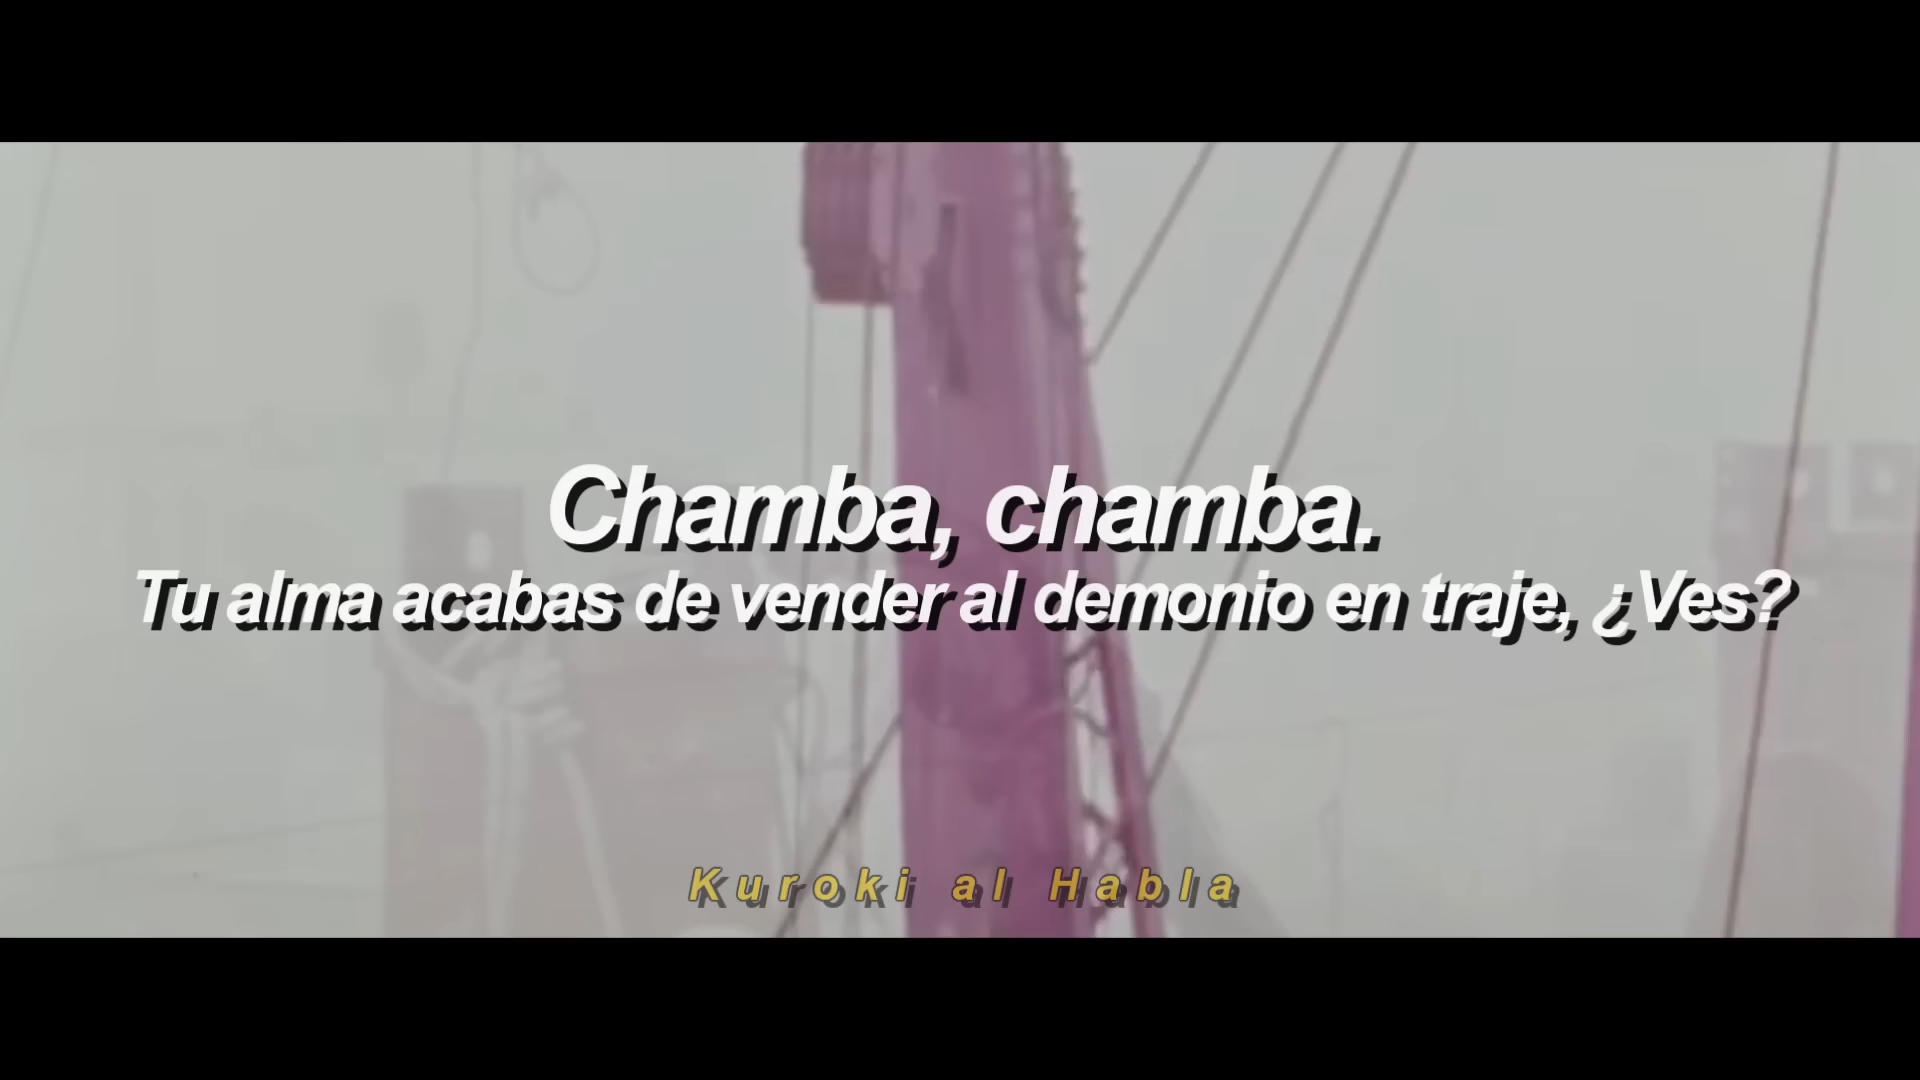 Chamba, chamba.
Tu alma acabas de vender al demonio en traje, ¿Ves?
Kuroki al Habla